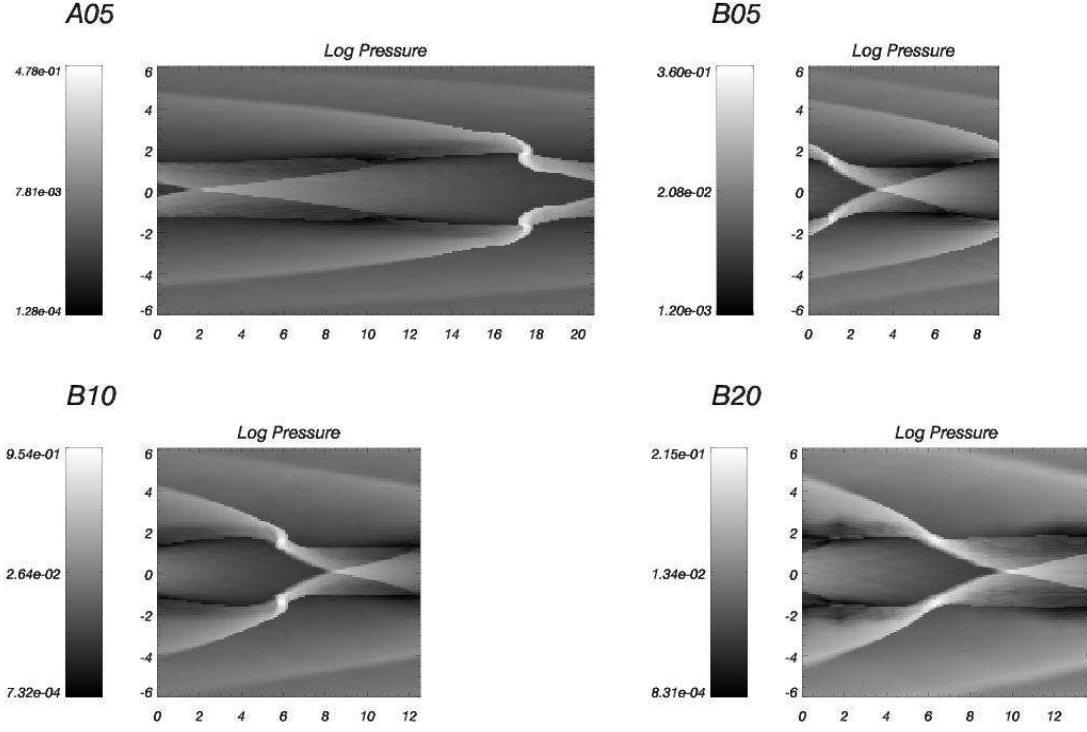 A05
Log Pressure
4.78e-01
7.81e-03
1.28e-04
6
4
2
0
-2
-4
-6
0 2 4 6 8 10 12 14 16 18 20
B05
Log Pressure
3.60e-01
2.08e-02
1.20e-03
6
4
2
0
-2
-4
-6
0 2 4 6 8
B10
Log Pressure
9.54e-01
2.64e-02
7.32e-04
6
4
2
0
-2
-4
-6
0 2 4 6 8 10 12
B20
Log Pressure
2.15e-01
1.34e-02
8.31e-04
6
4
2
0
-2
-4
-6
0 2 4 6 8 10 12